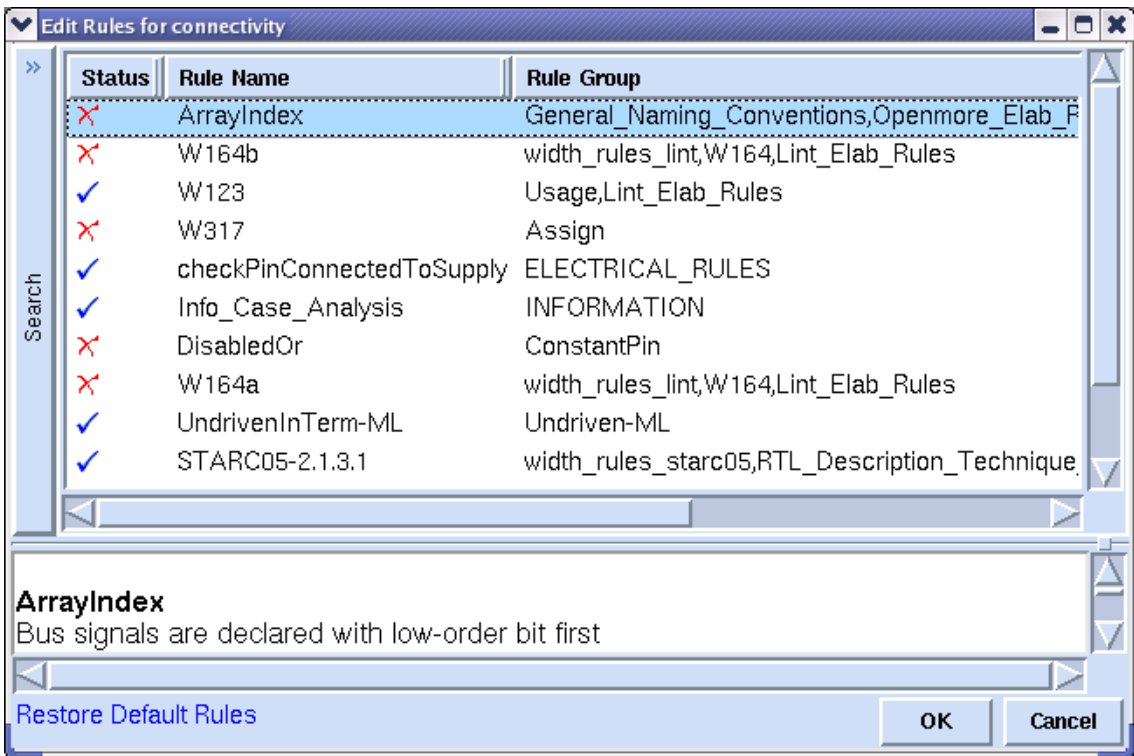 Edit Rules for connectivity
»
Search
Status Rule Name Rule Group
ArrayIndex General_Naming_Conventions,Openmore_Elab_R
W164b width_rules_lint,W164,Lint_Elab_Rules
W123 Usage,Lint_Elab_Rules
W317 Assign
checkPinConnectedToSupply ELECTRICAL_RULES
Info_Case_Analysis INFORMATION
DisabledOr ConstantPin
W164a width_rules_lint,W164,Lint_Elab_Rules
UndrivenInTerm-ML Undriven-ML
STARC05-2.1.3.1 width_rules_starc05,RTL_Description_Technique_
ArrayIndex
Bus signals are declared with low-order bit first
Restore Default Rules OK Cancel